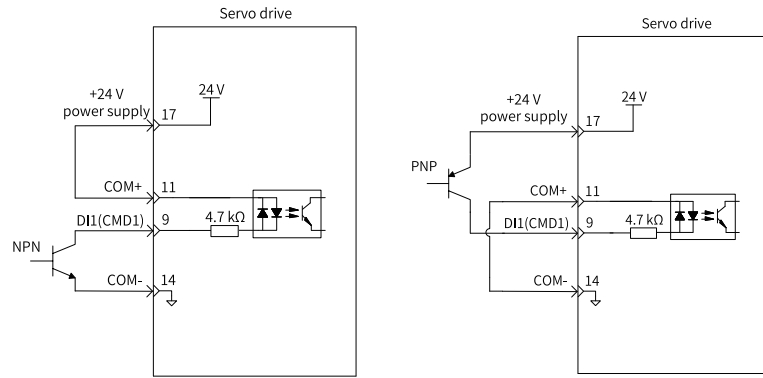 Servo drive
24 V
+24 V
power supply
17
COM+
11
DI1(CMD1)
9
4.7 kΩ
NPN
COM-
14
Servo drive
24 V
+24 V
power supply
17
PNP
COM+
11
DI1(CMD1)
9
4.7 kΩ
COM-
14